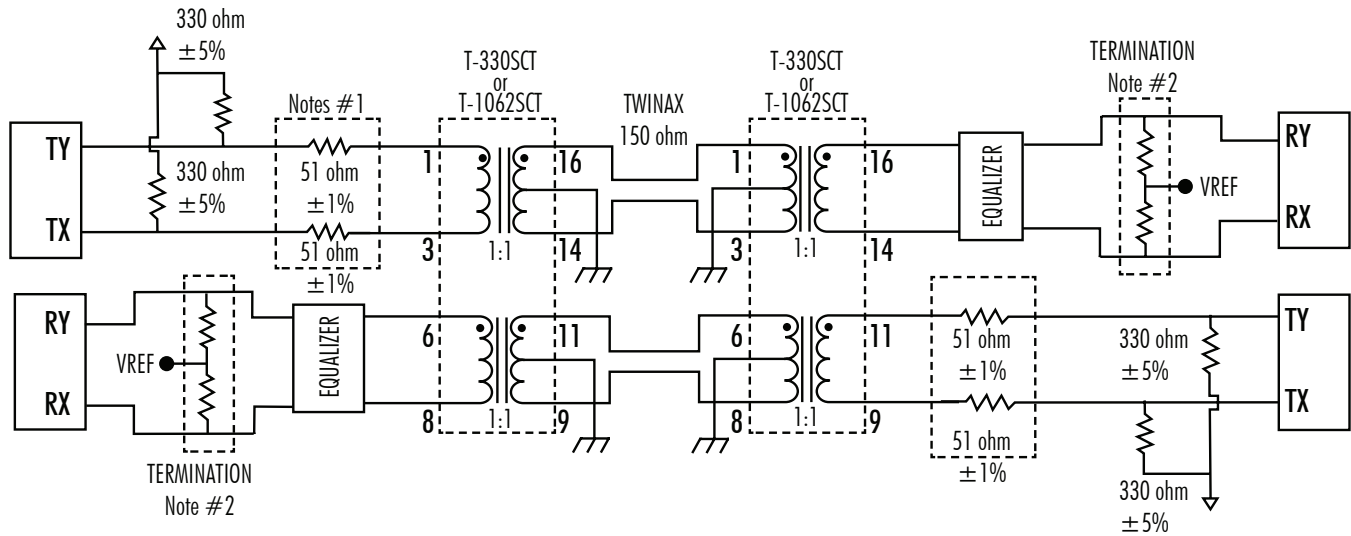 330 ohm
±5%
T-330SCT
or
T-1062SCT
T-330SCT
or
T-1062SCT
TERMINATION
Note #2
Notes #1
TWINAX
150 ohm
TY
TX
330 ohm
±5%
51 ohm
±1%
51 ohm
±1%
1
3
16
14
1:1
1
3
16
14
1:1
EQUALIZER
VREF
RY
RX
RY
RX
VREF
EQUALIZER
6
8
11
9
1:1
6
8
11
9
1:1
51 ohm
±1%
51 ohm
±1%
330 ohm
±5%
TY
TX
TERMINATION
Note #2
330 ohm
±5%